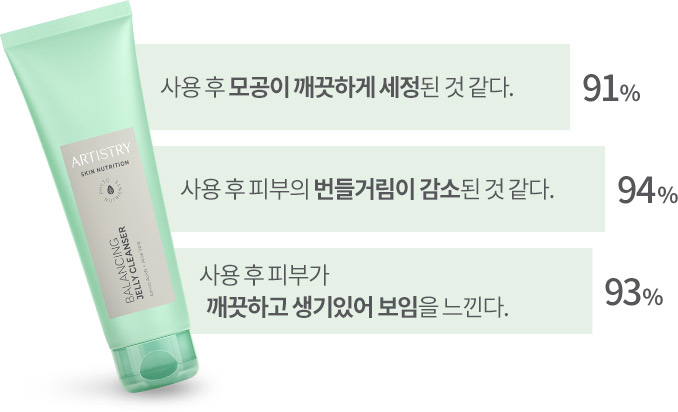 사용 후 모공이 깨끗하게 세정된 것 같다.
91%
사용 후 피부의 번들거림이 감소된 것 같다.
94%
사용 후 피부가
깨끗하고 생기있어 보임을 느낀다.
93%
ARTISTRY
SKIN NUTRITION
BALANCING
JELLY CLEANSER